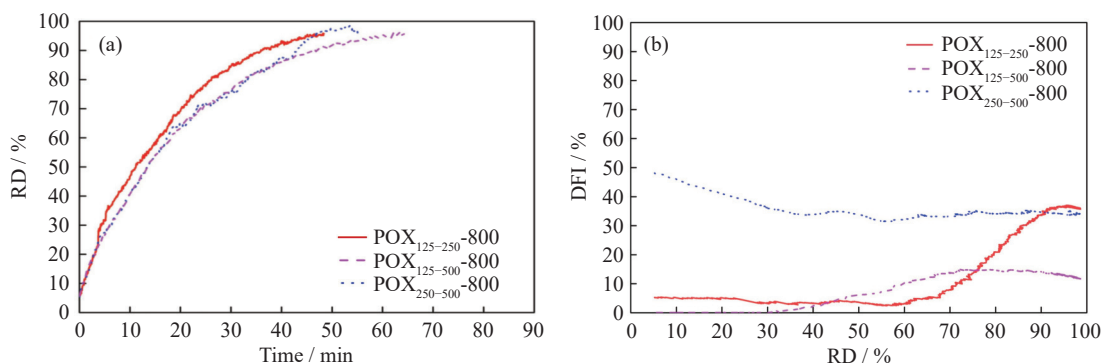 (a)
RD / %
100
90
80
70
60
50
40
30
20
10
0
POX125−250-800
POX125−500-800
POX250−500-800
0 10 20 30 40 50 60 70 80 90
Time / min
(b)
DFI / %
100
90
80
70
60
50
40
30
20
10
0
POX125−250-800
POX125−500-800
POX250−500-800
0 10 20 30 40 50 60 70 80 90 100
RD / %